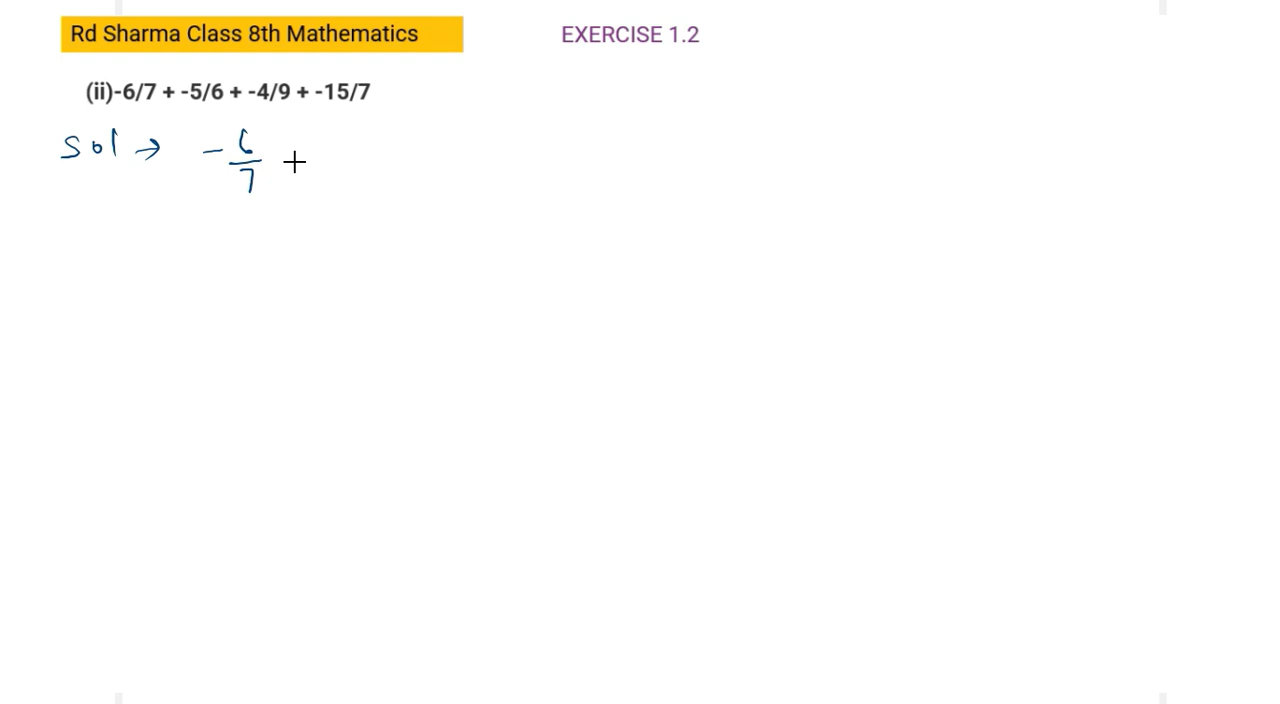 Rd Sharma Class 8th Mathematics EXERCISE 1.2
(ii)-6/7 + -5/6 + -4/9 + -15/7
Sol → - 6/7 +